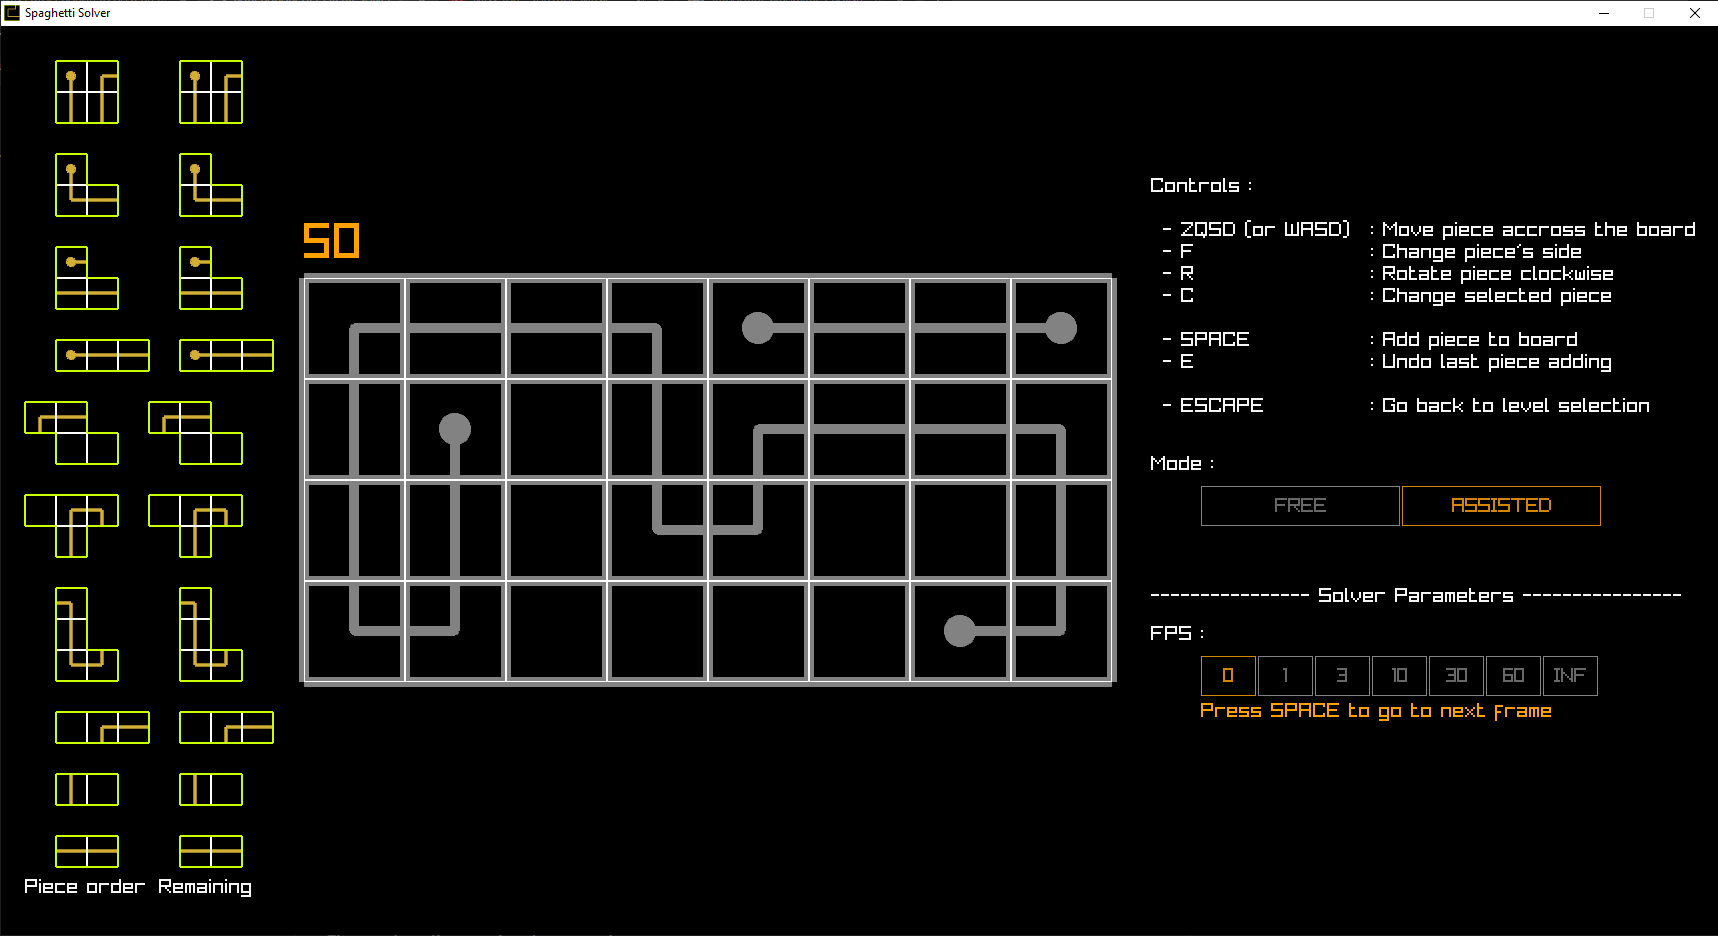 Spaghetti Solver
50
Controls :
- ZQSD (or WASD) : Move piece accross the board
- F : Change piece's side
- R : Rotate piece clockwise
- C : Change selected piece
- SPACE : Add piece to board
- E : Undo last piece adding
- ESCAPE : Go back to level selection
Mode :
FREE ASSISTED
---------------- Solver Parameters ----------------
FPS :
0 1 3 10 30 60 INF
Press SPACE to go to next frame
Piece order Remaining